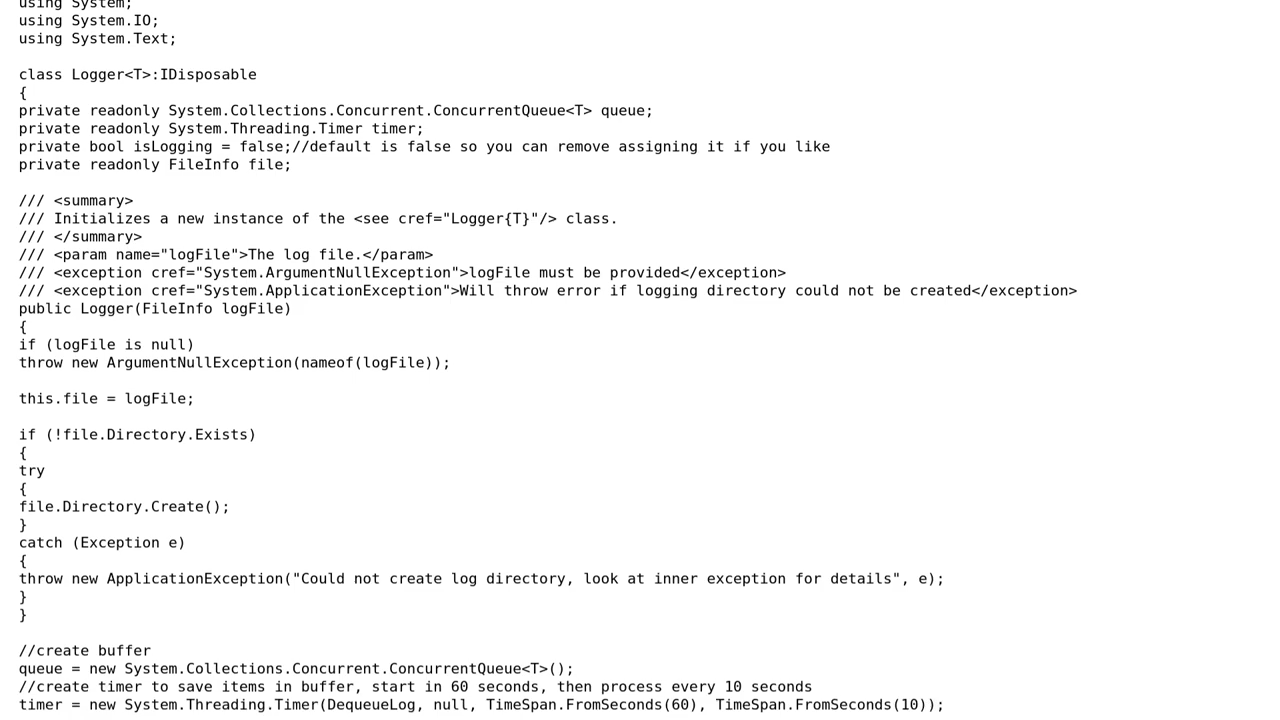 using System;
using System.IO;
using System.Text;
class Logger<T>:IDisposable
{
private readonly System.Collections.Concurrent.ConcurrentQueue<T> queue;
private readonly System.Threading.Timer timer;
private bool isLogging = false;//default is false so you can remove assigning it if you like
private readonly FileInfo file;
/// <summary>
/// Initializes a new instance of the <see cref="Logger{T}"/> class.
/// </summary>
/// <param name="logFile">The log file.</param>
/// <exception cref="System.ArgumentNullException">logFile must be provided</exception>
/// <exception cref="System.ApplicationException">Will throw error if logging directory could not be created</exception>
public Logger(FileInfo logFile)
{
if (logFile is null)
throw new ArgumentNullException(nameof(logFile));
this.file = logFile;
if (!file.Directory.Exists)
{
try
{
file.Directory.Create();
}
catch (Exception e)
{
throw new ApplicationException("Could not create log directory, look at inner exception for details", e);
}
}
//create buffer
queue = new System.Collections.Concurrent.ConcurrentQueue<T>();
//create timer to save items in buffer, start in 60 seconds, then process every 10 seconds
timer = new System.Threading.Timer(DequeueLog, null, TimeSpan.FromSeconds(60), TimeSpan.FromSeconds(10));